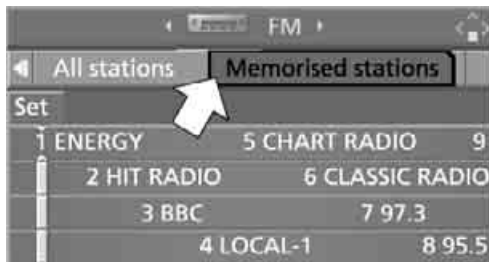 FM
All stations Memorised stations
Set
1 ENERGY 5 CHART RADIO 9
2 HIT RADIO 6 CLASSIC RADIO
3 BBC 7 97.3
4 LOCAL-1 8 95.5